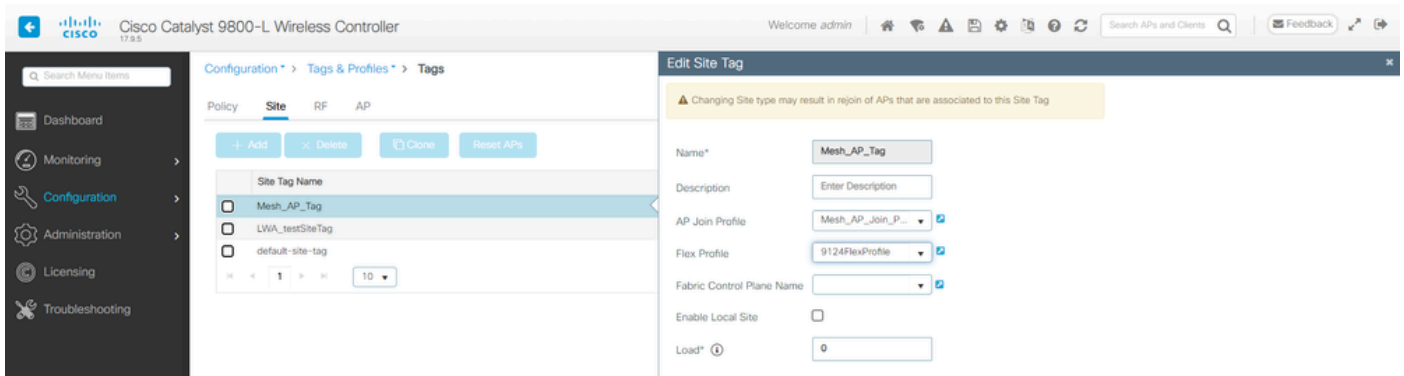 CISCO
Cisco Catalyst 9800-L Wireless Controller
17.9.5
Welcome admin
Search APs and Clients
Feedback
Search Menu Items
Dashboard
Monitoring
Configuration
Administration
Licensing
Troubleshooting
Configuration > Tags & Profiles > Tags
Policy Site RF AP
+ Add × Delete Clone Reset APs
Site Tag Name
Mesh_AP_Tag
LWA_testSiteTag
default-site-tag
1 10
Edit Site Tag
Changing Site type may result in rejoin of APs that are associated to this Site Tag
Name* Mesh_AP_Tag
Description Enter Description
AP Join Profile Mesh_AP_Join_P...
Flex Profile 9124FlexProfile
Fabric Control Plane Name
Enable Local Site
Load* 0